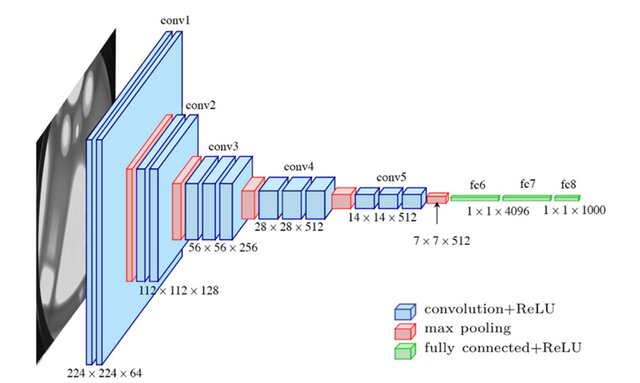 conv1
conv2
conv3
conv4
conv5
fc6
fc7
fc8
224 × 224 × 64
112 × 112 × 128
56 × 56 × 256
28 × 28 × 512
14 × 14 × 512
7 × 7 × 512
1 × 1 × 4096
1 × 1 × 1000
convolution+ReLU
max pooling
fully connected+ReLU